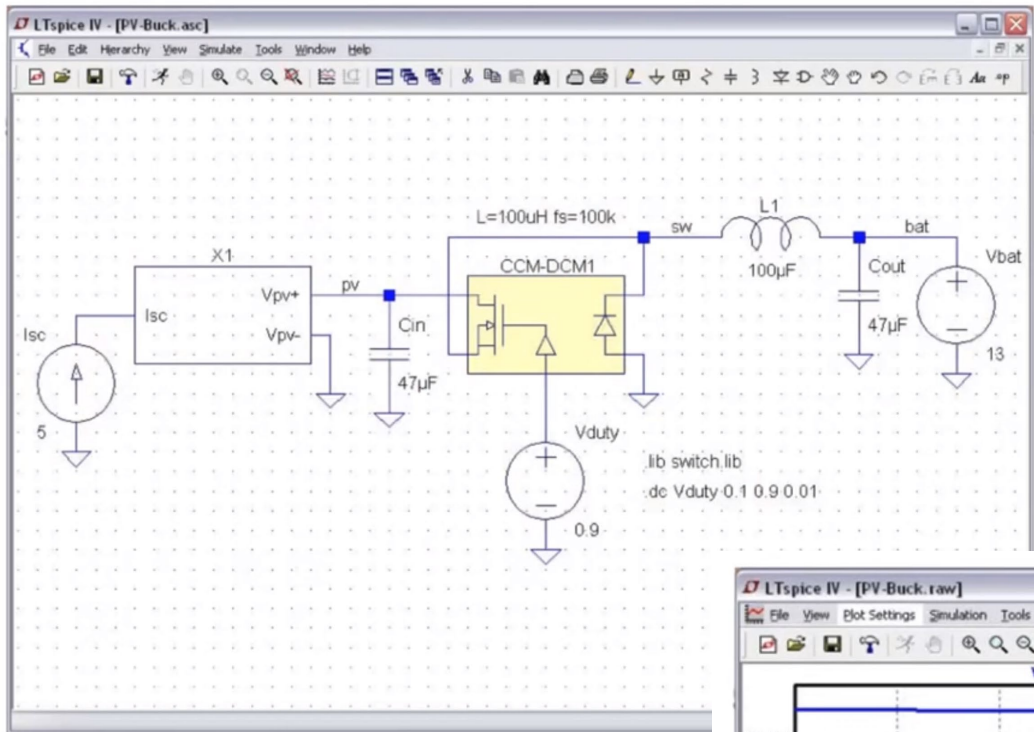 LTspice IV - [PV-Buck.asc]
File Edit Hierarchy View Simulate Tools Window Help
L=100uH fs=100k
L1
sw
bat
100µF
Vbat
X1
CCM-DCM1
Cout
pv
Vpv+
Isc
Vpv-
Cin
47µF
Isc
47µF
13
5
Vduty
.lib switch.lib
.dc Vduty 0.1 0.9 0.01
0.9
LTspice IV - [PV-Buck.raw]
File View Plot Settings Simulation Tools